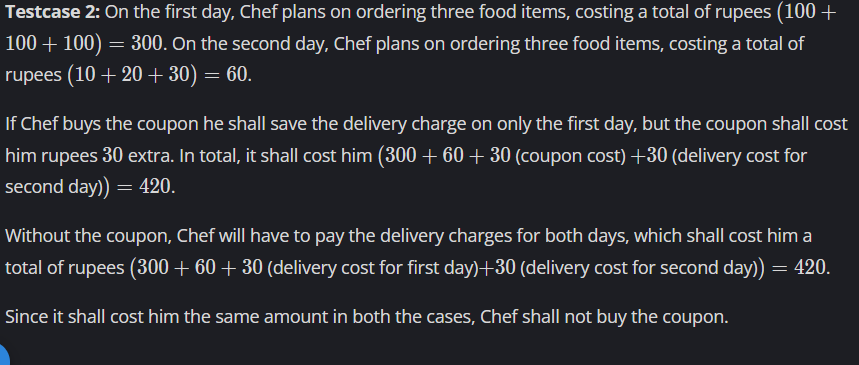 Testcase 2: On the first day, Chef plans on ordering three food items, costing a total of rupees (100 +
100 + 100) = 300. On the second day, Chef plans on ordering three food items, costing a total of
rupees (10 + 20 + 30) = 60.
If Chef buys the coupon he shall save the delivery charge on only the first day, but the coupon shall cost
him rupees 30 extra. In total, it shall cost him (300 + 60 + 30 (coupon cost) +30 (delivery cost for
second day)) = 420.
Without the coupon, Chef will have to pay the delivery charges for both days, which shall cost him a
total of rupees (300 + 60 + 30 (delivery cost for first day)+30 (delivery cost for second day)) = 420.
Since it shall cost him the same amount in both the cases, Chef shall not buy the coupon.